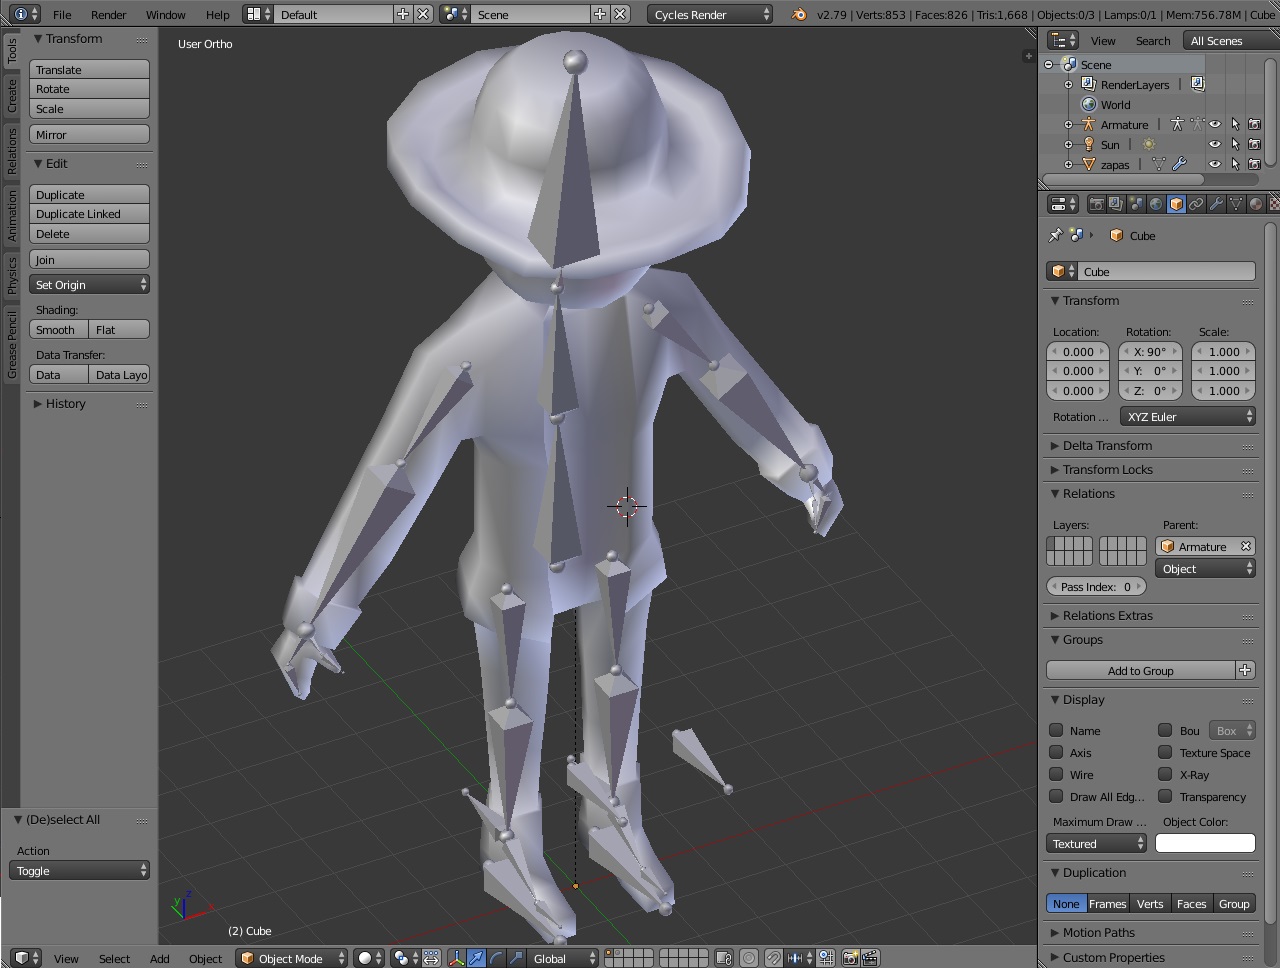 File Render Window Help Default Scene Cycles Render v2.79 | Verts:853 | Faces:826 | Tris:1,668 | Objects:0/3 | Lamps:0/1 | Mem:756.78M | Cube
Tools
Create
Relations
Animation
Physics
Grease Pencil
Transform
Translate
Rotate
Scale
Mirror
Edit
Duplicate
Duplicate Linked
Delete
Join
Set Origin
Shading:
Smooth Flat
Data Transfer:
Data Data Layo
History
(De)select All
Action
Toggle
User Ortho
z
y
x
(2) Cube
View Select Add Object Object Mode Global
View Search All Scenes
Scene
RenderLayers
World
Armature
Sun
zapas
Cube
Cube
Transform
Location: Rotation: Scale:
0.000 X: 90° 1.000
0.000 Y: 0° 1.000
0.000 Z: 0° 1.000
Rotation ... XYZ Euler
Delta Transform
Transform Locks
Relations
Layers: Parent:
Armature
Object
Pass Index: 0
Relations Extras
Groups
Add to Group
Display
Name Bou Box
Axis Texture Space
Wire X-Ray
Draw All Edg... Transparency
Maximum Draw ... Object Color:
Textured
Duplication
None Frames Verts Faces Group
Motion Paths
Custom Properties